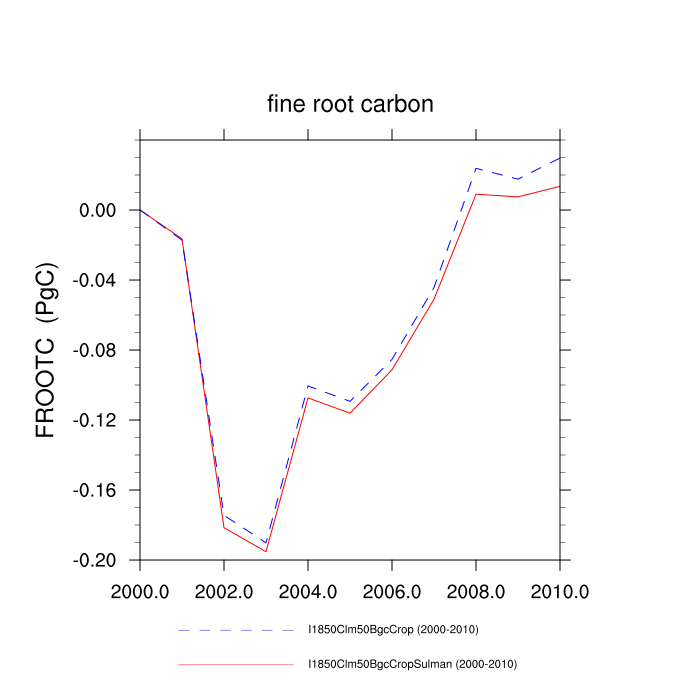 fine root carbon
FROOTC (PgC)
0.00
-0.04
-0.08
-0.12
-0.16
-0.20
2000.0 2002.0 2004.0 2006.0 2008.0 2010.0
I1850Clm50BgcCrop (2000-2010)
I1850Clm50BgcCropSulman (2000-2010)